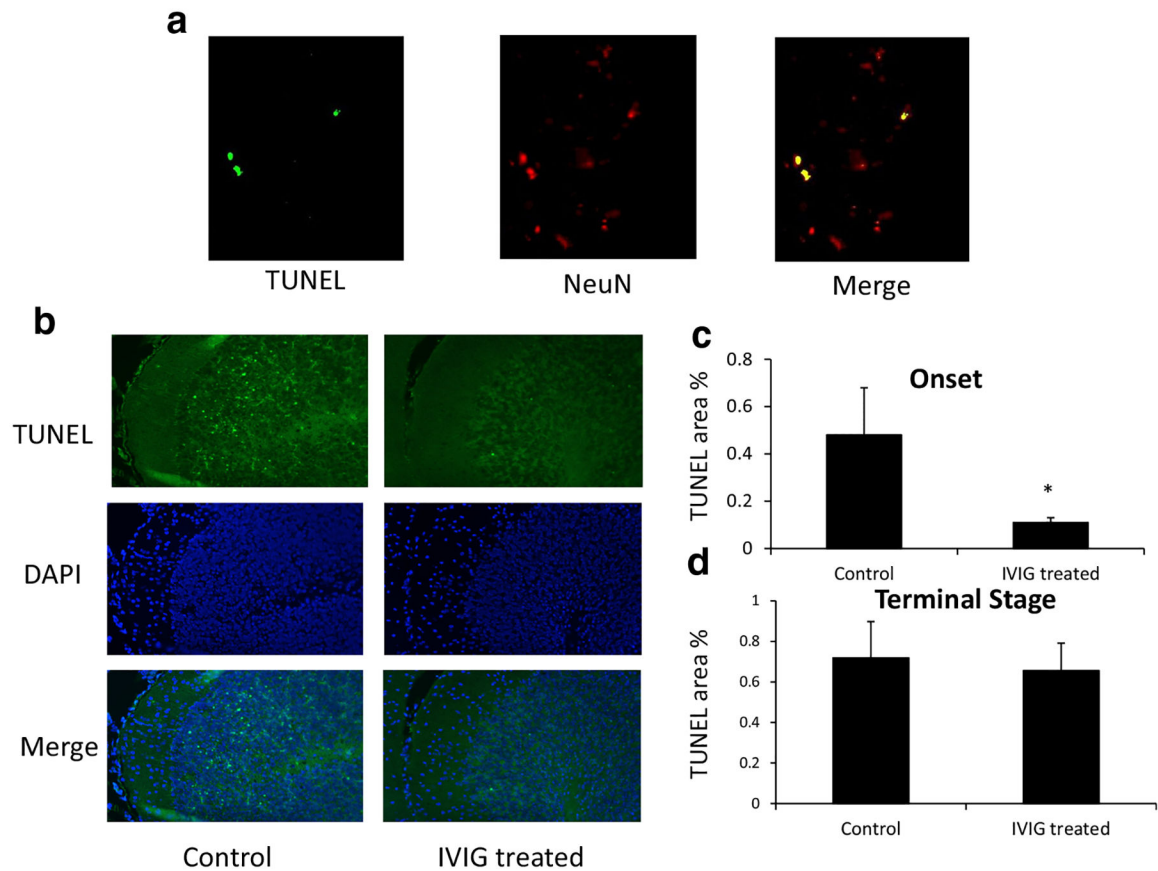 a
TUNEL
NeuN
Merge
b
TUNEL
DAPI
Merge
Control
IVIG treated
c
Onset
TUNEL area %
0.8
0.6
0.4
0.2
0
*
Control
IVIG treated
d
Terminal Stage
TUNEL area %
1
0.8
0.6
0.4
0.2
0
Control
IVIG treated